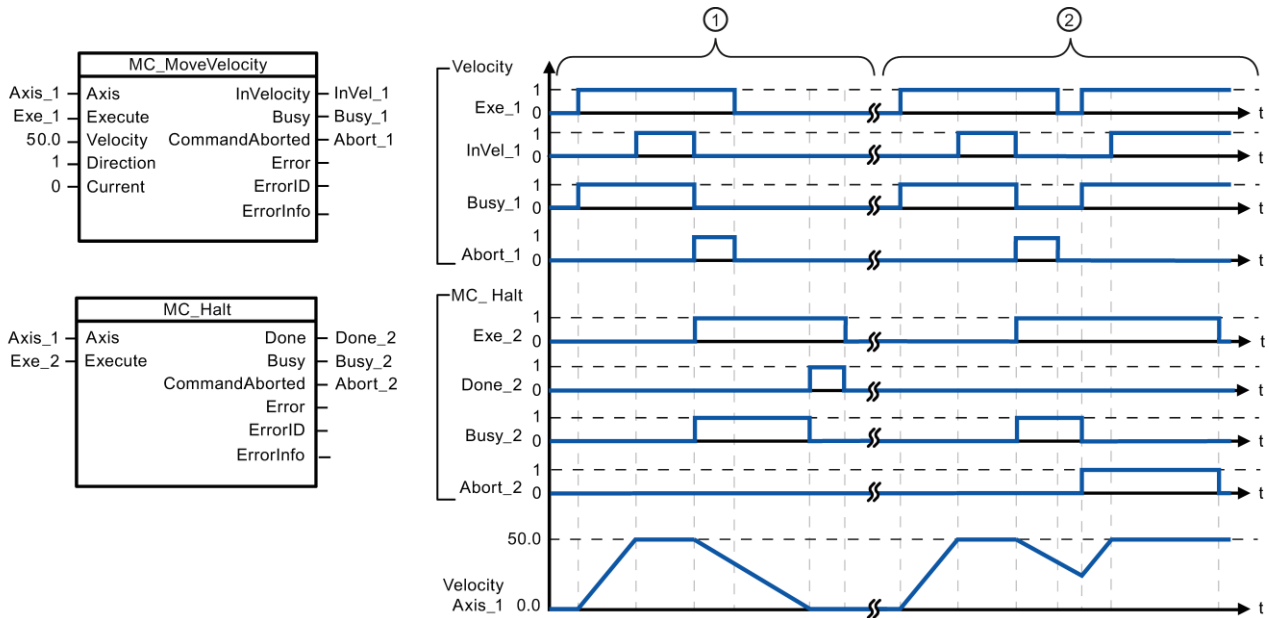 MC_MoveVelocity
Axis_1 Axis InVelocity InVel_1
Exe_1 Execute Busy Busy_1
50.0 Velocity CommandAborted Abort_1
1 Direction Error
0 Current ErrorID
ErrorInfo
MC_Halt
Axis_1 Axis Done Done_2
Exe_2 Execute Busy Busy_2
CommandAborted Abort_2
Error
ErrorID
ErrorInfo
① ②
Velocity
1
Exe_1 0 t
1
InVel_1 0 t
1
Busy_1 0 t
1
Abort_1 0 t
MC_ Halt
1
Exe_2 0 t
1
Done_2 0 t
1
Busy_2 0 t
1
Abort_2 0 t
50.0
Velocity
Axis_1 0.0 t